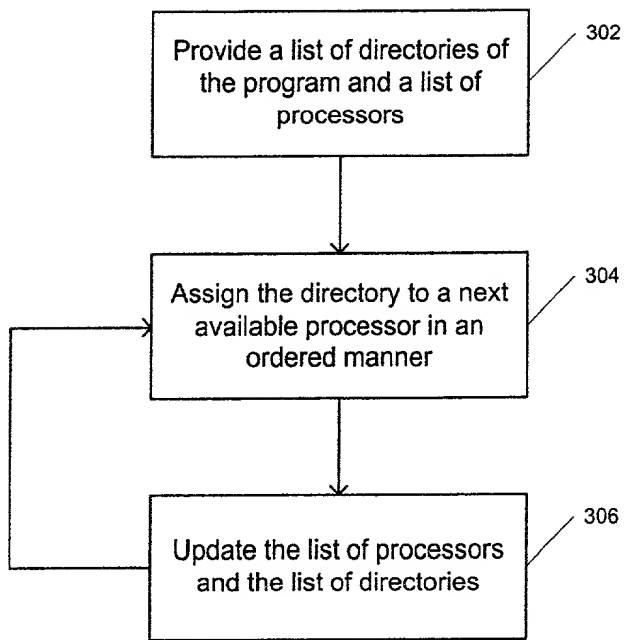 302
Provide a list of directories of
the program and a list of
processors
304
Assign the directory to a next
available processor in an
ordered manner
306
Update the list of processors
and the list of directories